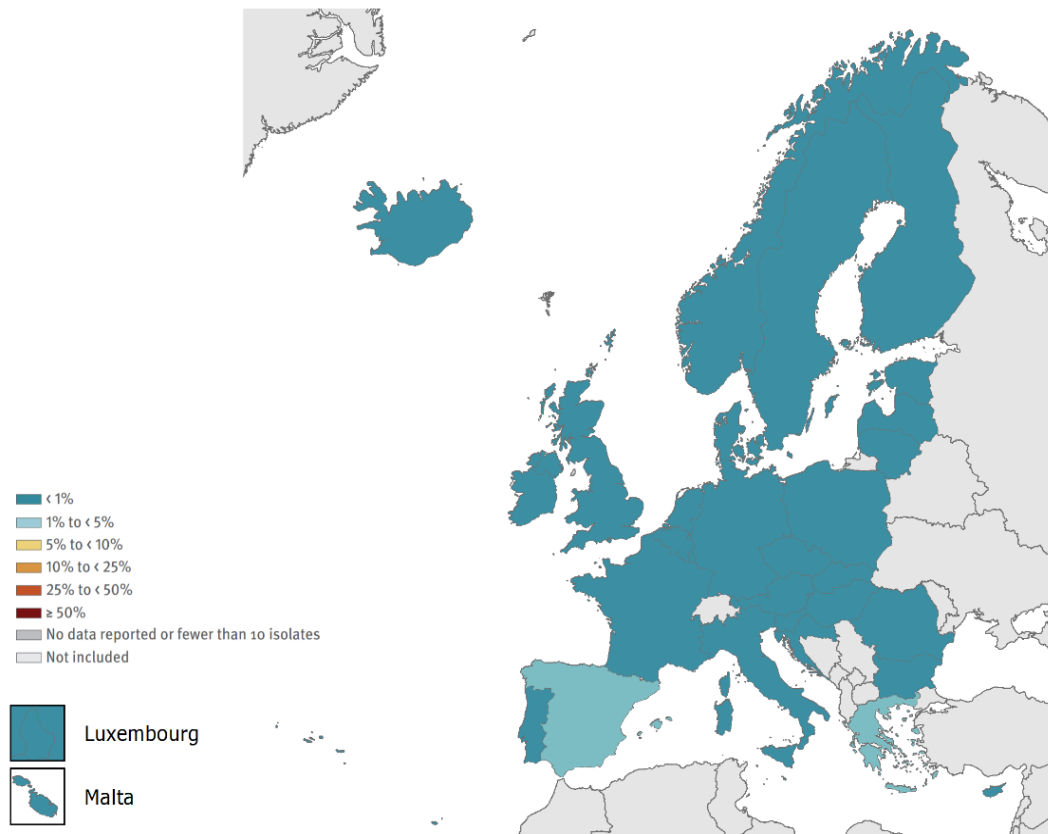 < 1%
1% to < 5%
5% to < 10%
10% to < 25%
25% to < 50%
≥ 50%
No data reported or fewer than 10 isolates
Not included
Luxembourg
Malta